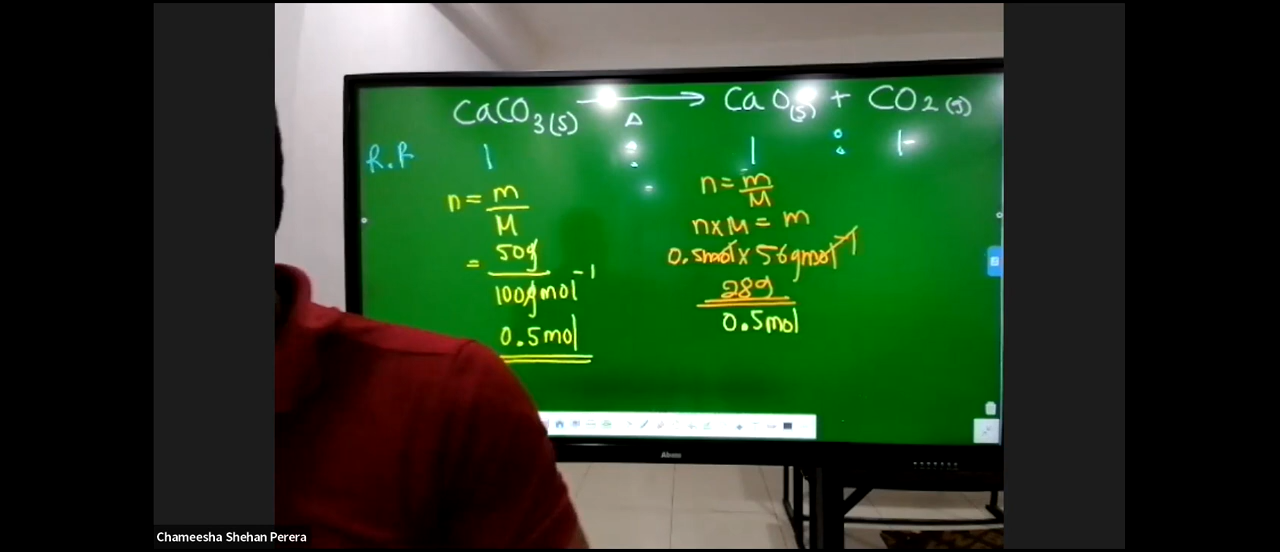 CaCO3(s) → CaO(s) + CO2(g)
Δ
R.R 1 : 1 : 1
n = m/M
= 50g/100gmol⁻¹
0.5mol
n = m/M
n×M = m
0.5mol × 56gmol⁻¹
28g
0.5mol
Chameesha Shehan Perera